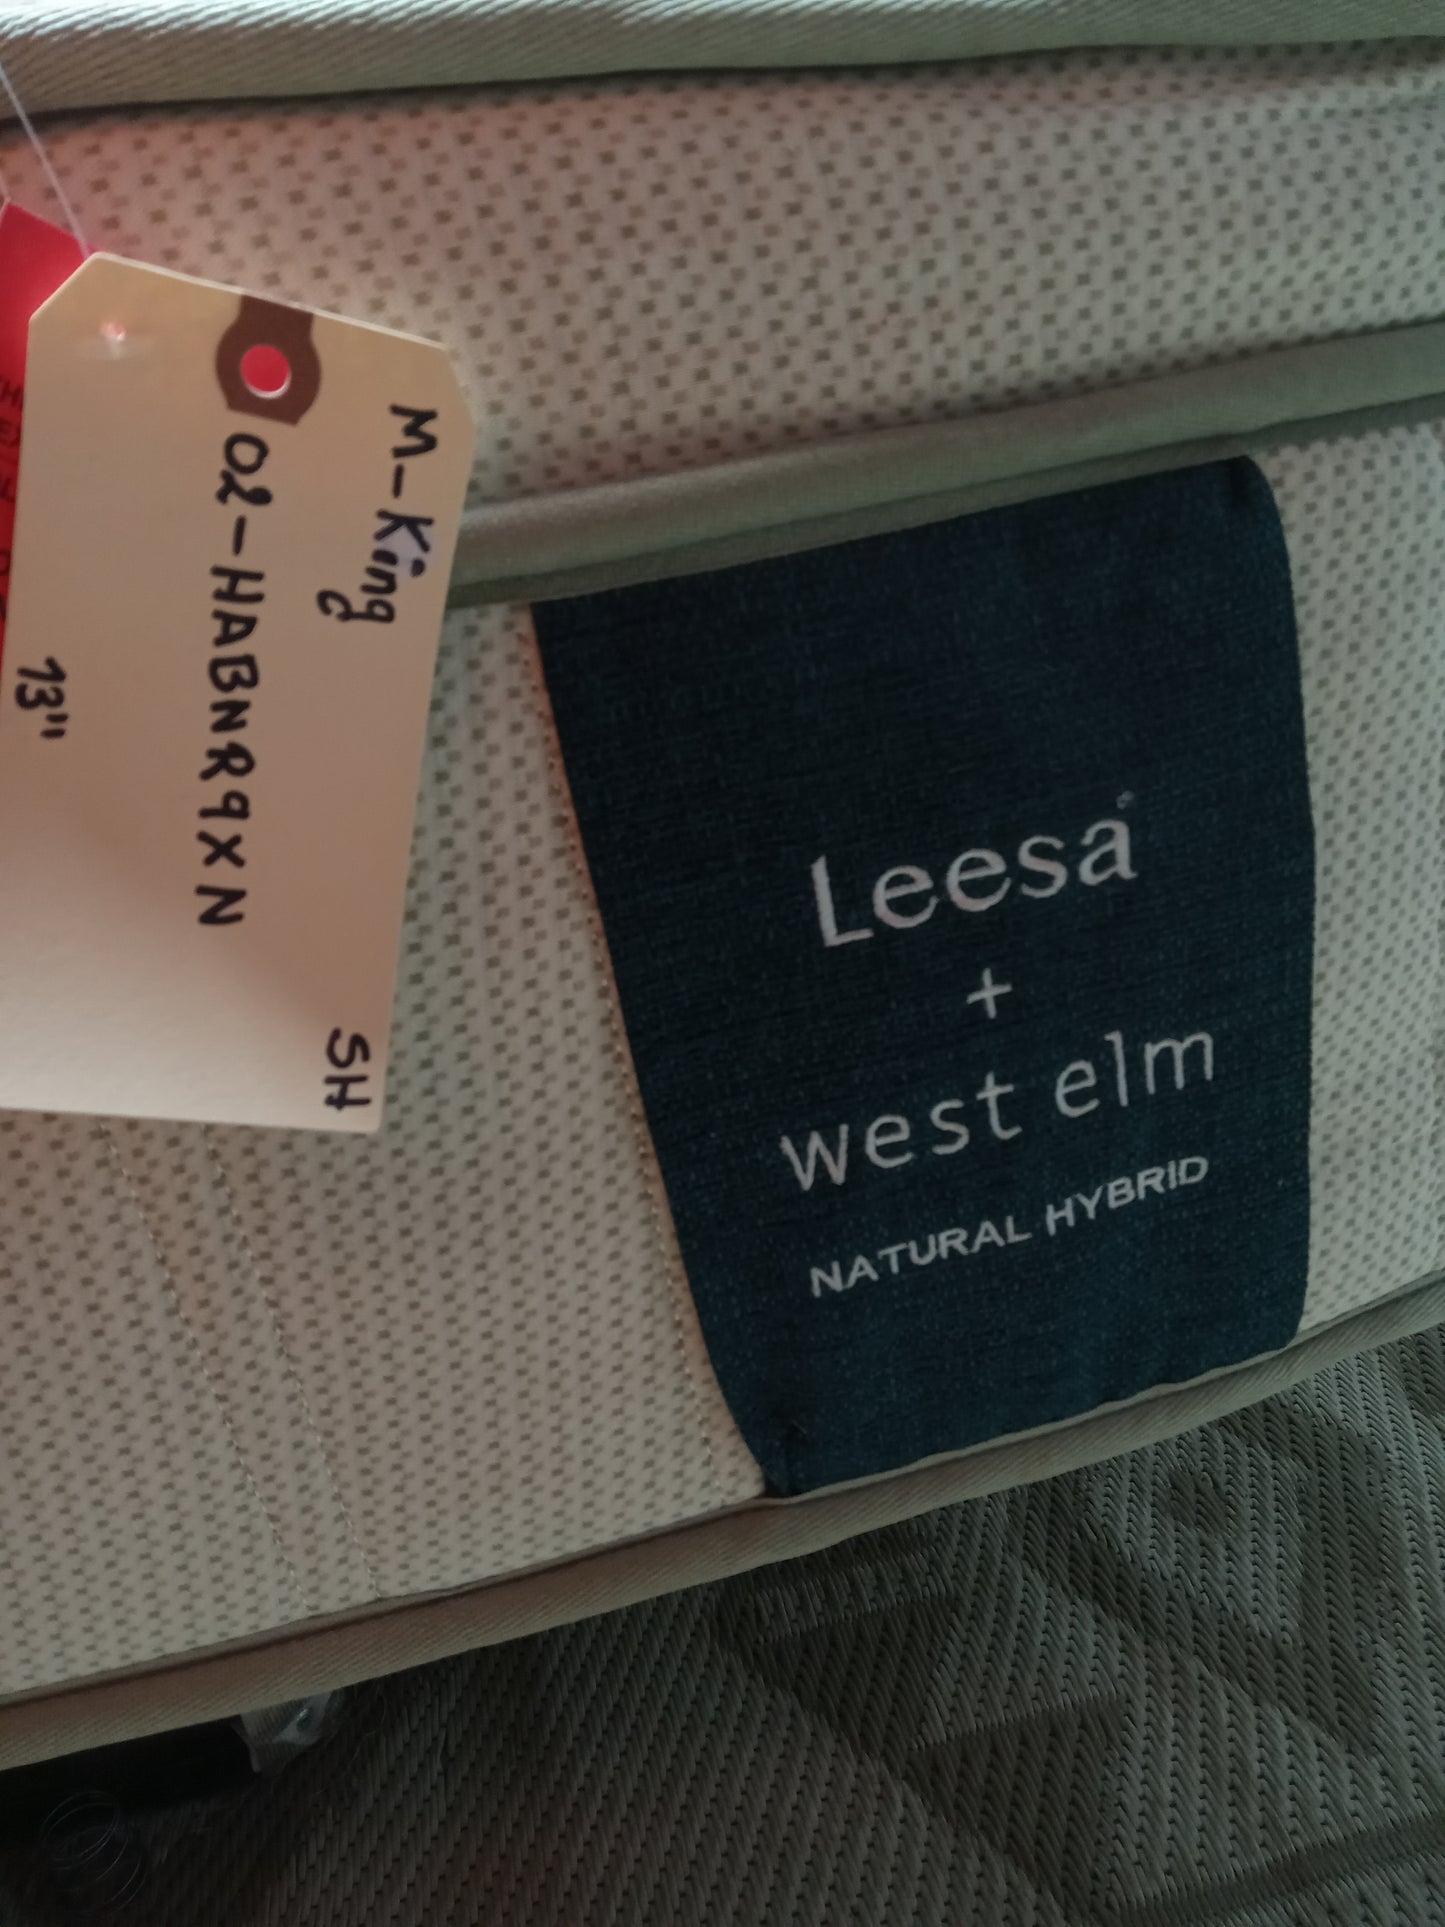 M-King
02-HABNR9XN
13"
SH
Leesa
+
west elm
NATURAL HYBRID